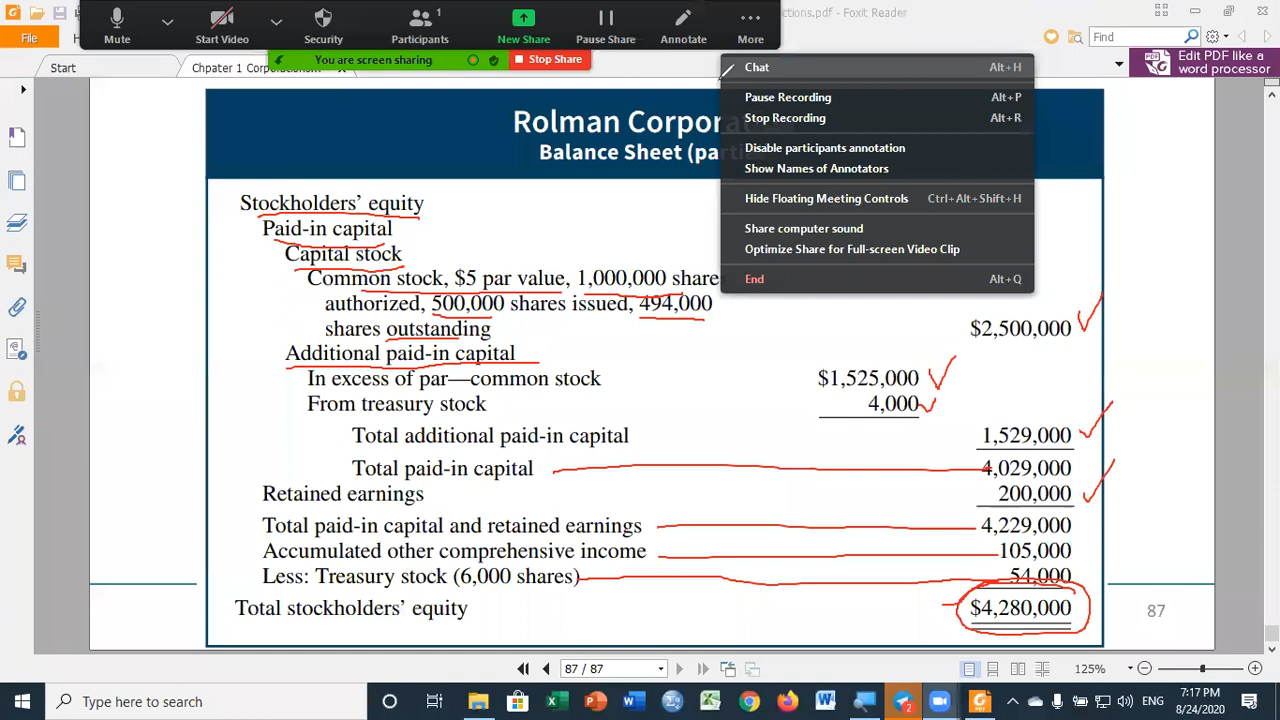 ctions.pdf - Foxit Reader
Mute
Start Video
Security
1
Participants
New Share
Pause Share
Annotate
More
File
Find
You are screen sharing
Stop Share
Start
Chpater 1 Corporation
Edit PDF like a
word processor
Chat Alt+H
Pause Recording Alt+P
Stop Recording Alt+R
Disable participants annotation
Show Names of Annotators
Hide Floating Meeting Controls Ctrl+Alt+Shift+H
Share computer sound
Optimize Share for Full-screen Video Clip
End Alt+Q
Rolman Corpora
Balance Sheet (parti
Stockholders' equity
Paid-in capital
Capital stock
Common stock, $5 par value, 1,000,000 share
authorized, 500,000 shares issued, 494,000
shares outstanding $2,500,000
Additional paid-in capital
In excess of par—common stock $1,525,000
From treasury stock 4,000
Total additional paid-in capital 1,529,000
Total paid-in capital 4,029,000
Retained earnings 200,000
Total paid-in capital and retained earnings 4,229,000
Accumulated other comprehensive income 105,000
Less: Treasury stock (6,000 shares) 54,000
Total stockholders' equity $4,280,000
87
87 / 87
125%
Type here to search
2
ENG
7:17 PM
8/24/2020